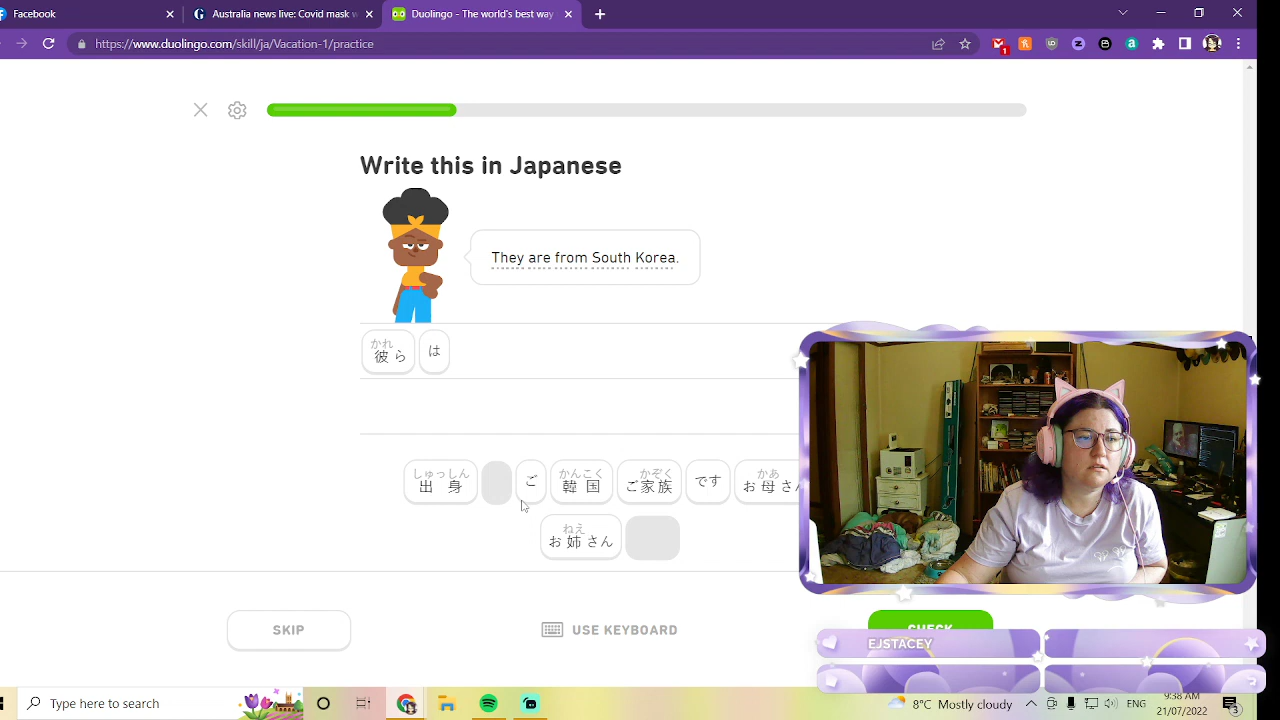 Facebook
Australia news live: Covid mask w
Duolingo - The world's best way
https://www.duolingo.com/skill/ja/Vacation-1/practice
1
Write this in Japanese
They are from South Korea.
かれ
彼ら は
しゅっしん かんこく かぞく かあ
出身 ご 韓国 ご家族 です お母さん
ねえ
お姉さん
SKIP
USE KEYBOARD
CHECK
EJSTACEY
Type here to search
8°C Mostly cloudy
ENG
9:38 AM
21/07/2022
3